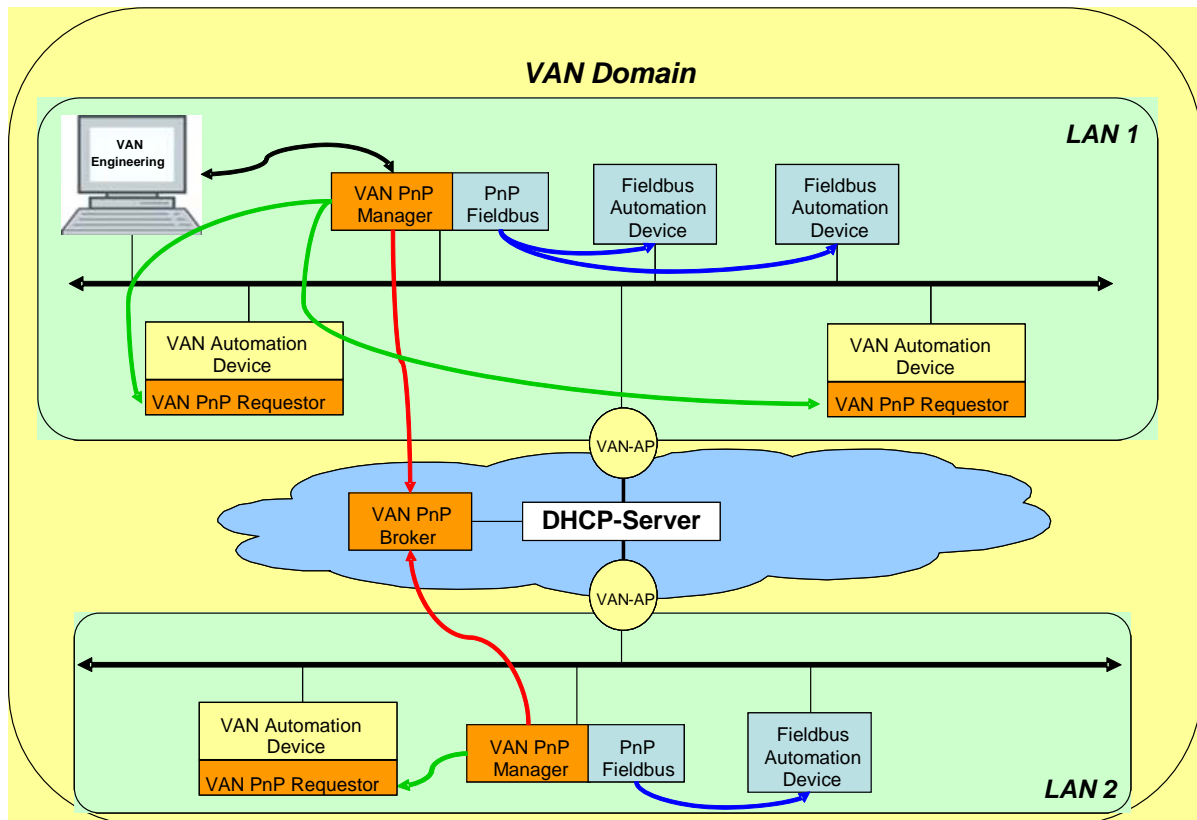 VAN Domain
LAN 1
VAN
Engineering
VAN PnP
Manager
PnP
Fieldbus
Fieldbus
Automation
Device
Fieldbus
Automation
Device
VAN Automation
Device
VAN PnP Requestor
VAN Automation
Device
VAN PnP Requestor
VAN-AP
VAN PnP
Broker
DHCP-Server
VAN-AP
VAN Automation
Device
VAN PnP Requestor
VAN PnP
Manager
PnP
Fieldbus
Fieldbus
Automation
Device
LAN 2